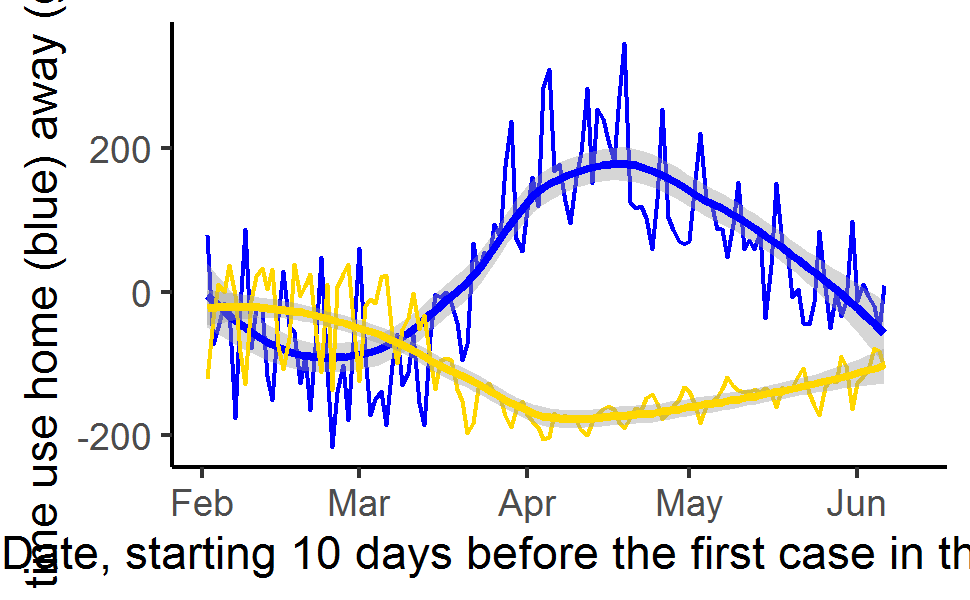 time use home (blue) away (
200
0
-200
Feb Mar Apr May Jun
Date, starting 10 days before the first case in th